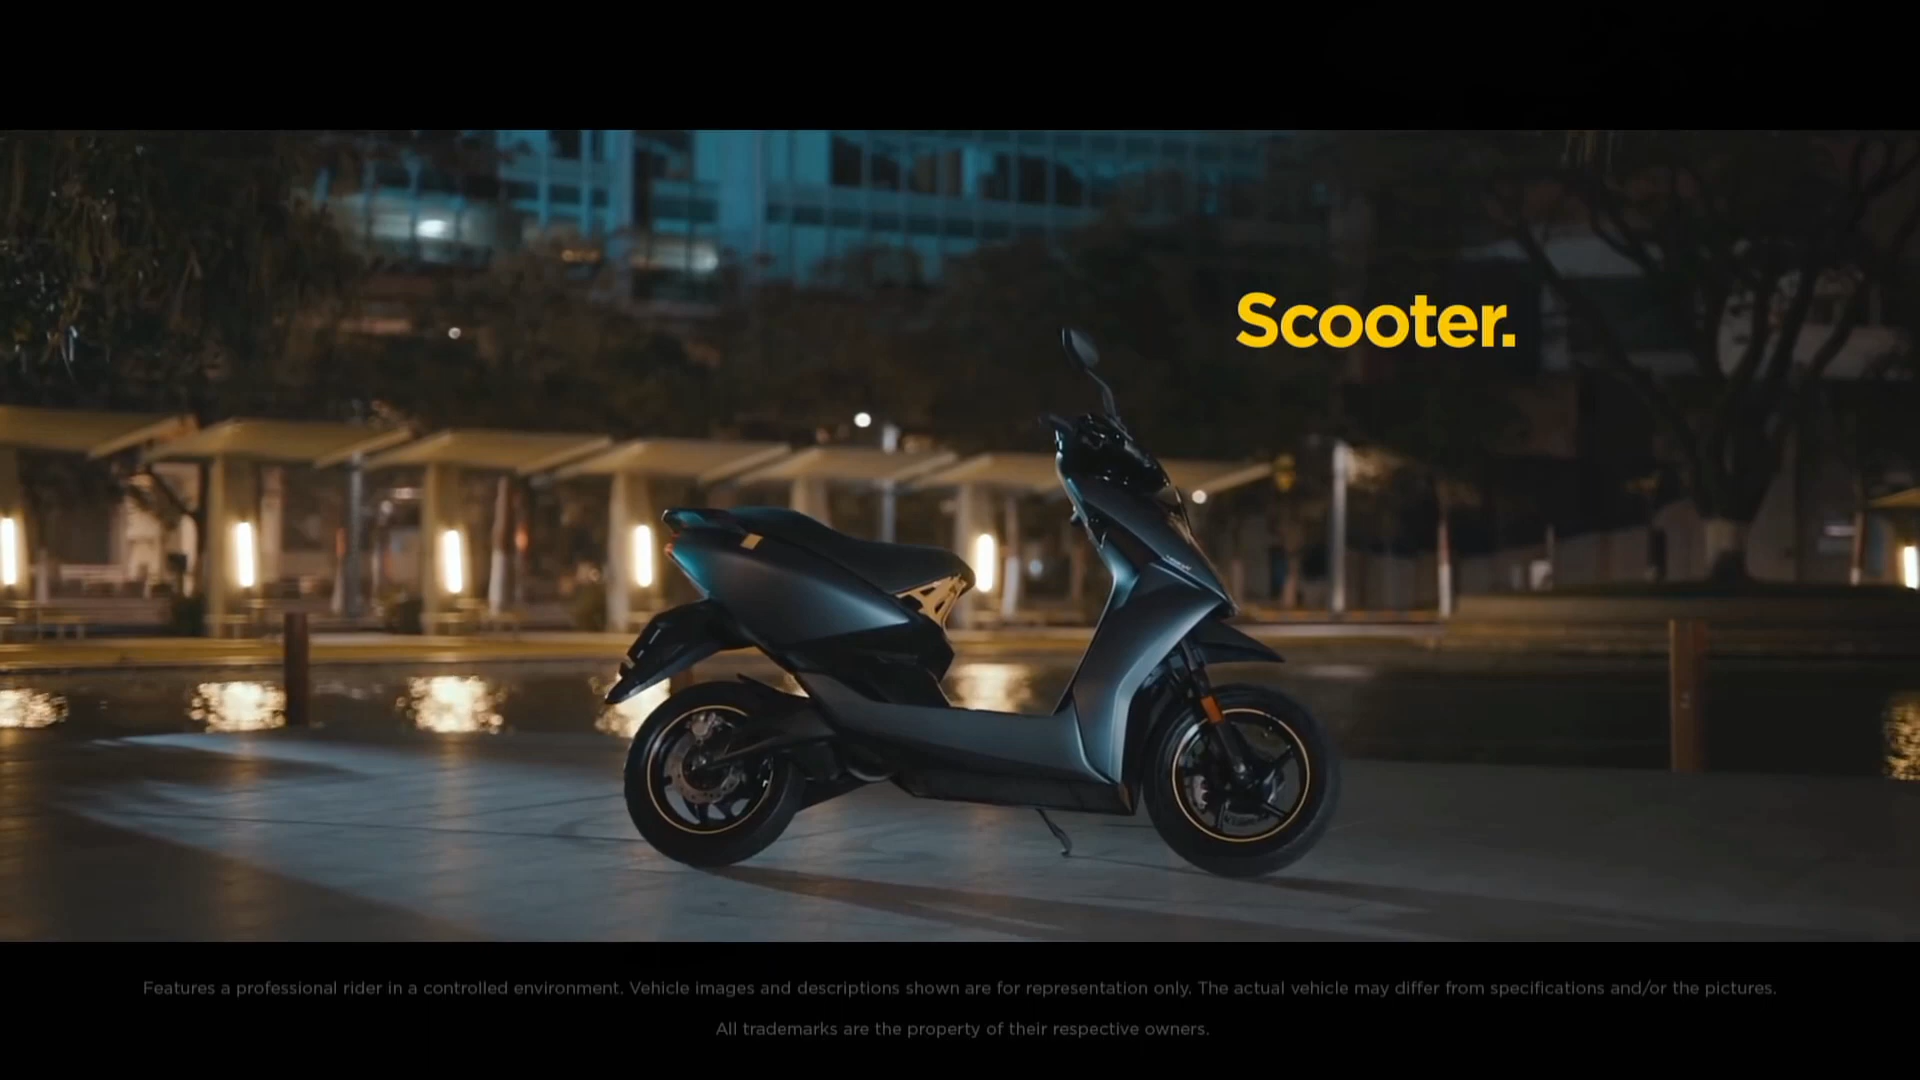 Scooter.
Features a professional rider in a controlled environment. Vehicle images and descriptions shown are for representation only. The actual vehicle may differ from specifications and/or the pictures.
All trademarks are the property of their respective owners.